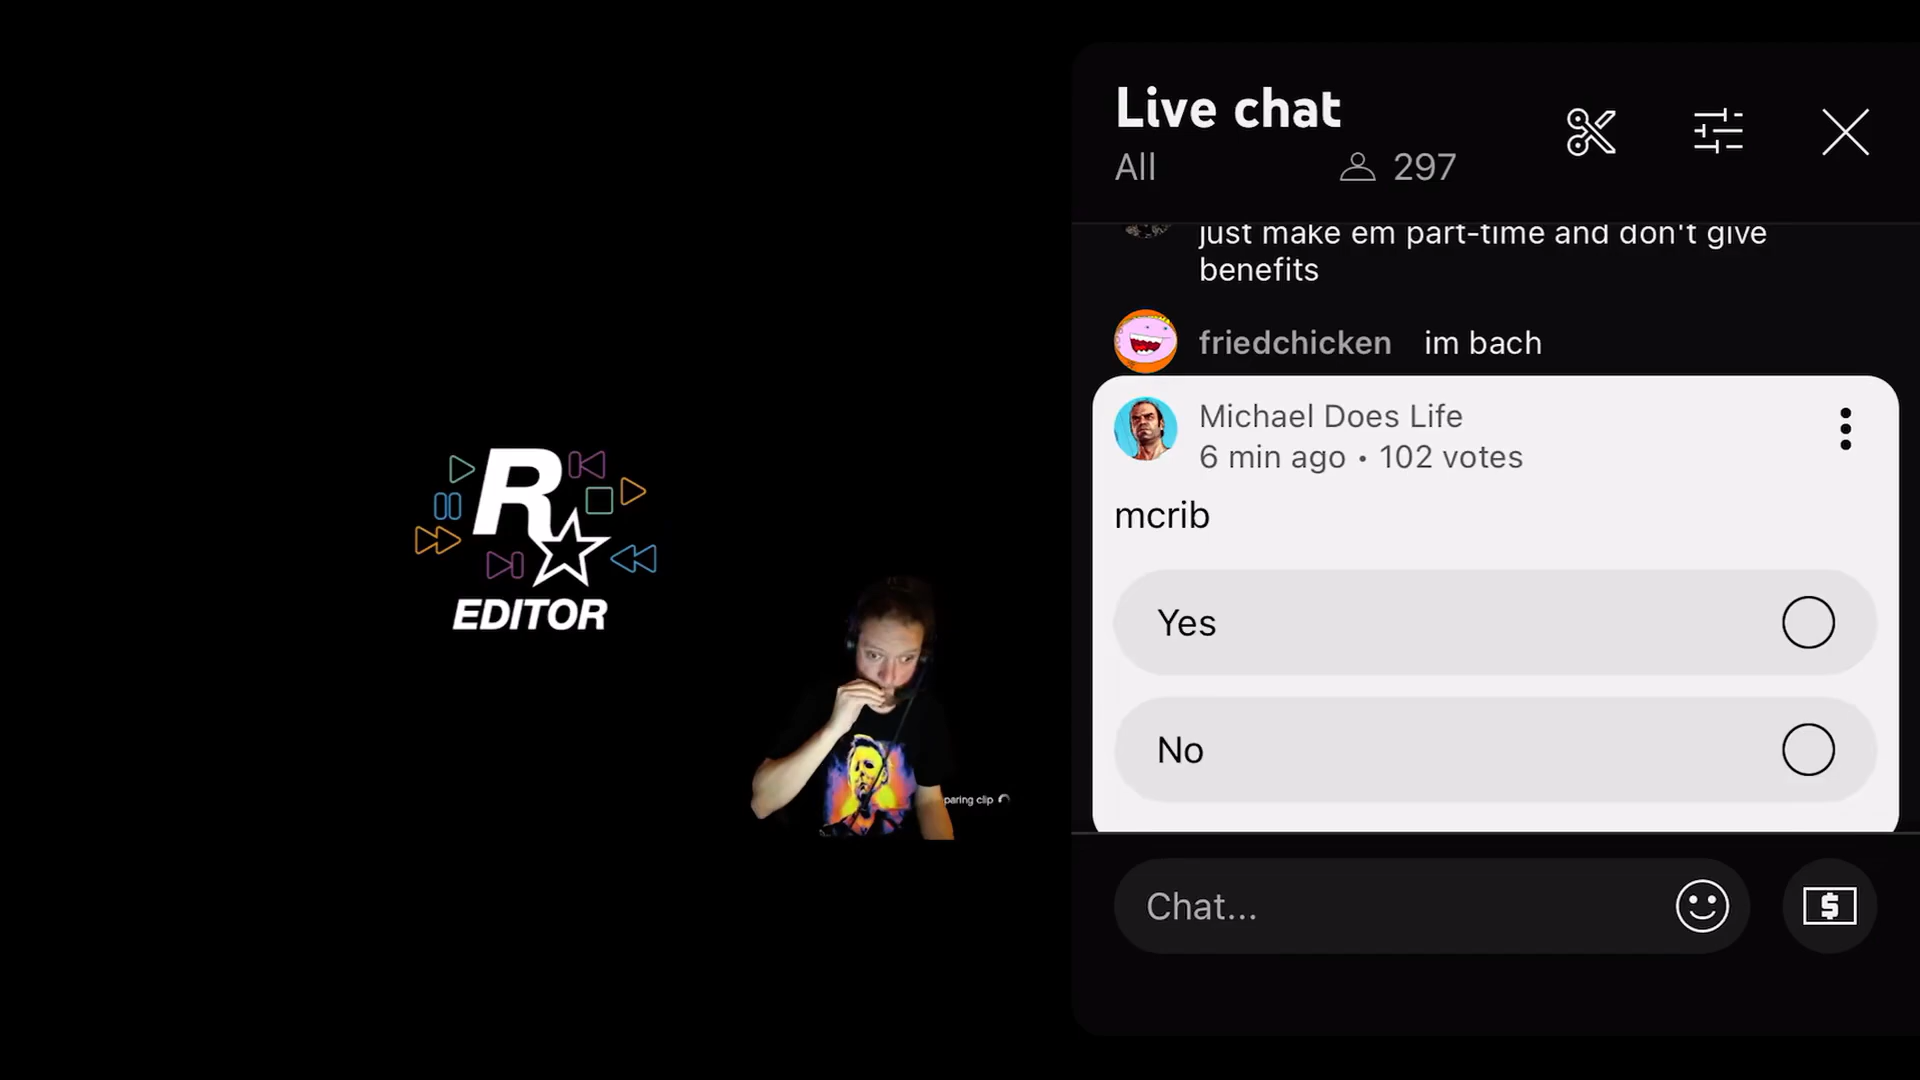 Live chat
All
297
just make em part-time and don't give
benefits
friedchicken im bach
Michael Does Life
6 min ago • 102 votes
mcrib
Yes
No
Chat...
R
EDITOR
paring clip